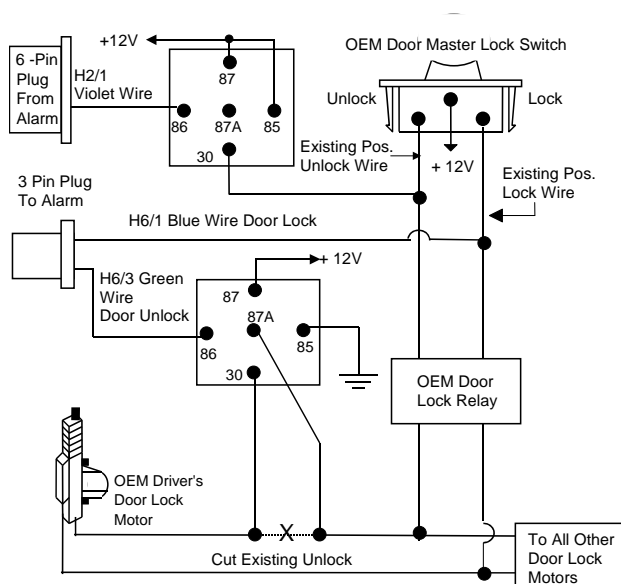 +12V
OEM Door Master Lock Switch
6 -Pin
Plug
From
Alarm
H2/1
Violet Wire
87
86
87A
85
30
Unlock
Lock
+ 12V
Existing Pos.
Unlock Wire
Existing Pos.
Lock Wire
3 Pin Plug
To Alarm
H6/1 Blue Wire Door Lock
H6/3 Green
Wire
Door Unlock
+ 12V
87
87A
86
85
30
OEM Door
Lock Relay
OEM Driver's
Door Lock
Motor
X
Cut Existing Unlock
To All Other
Door Lock
Motors